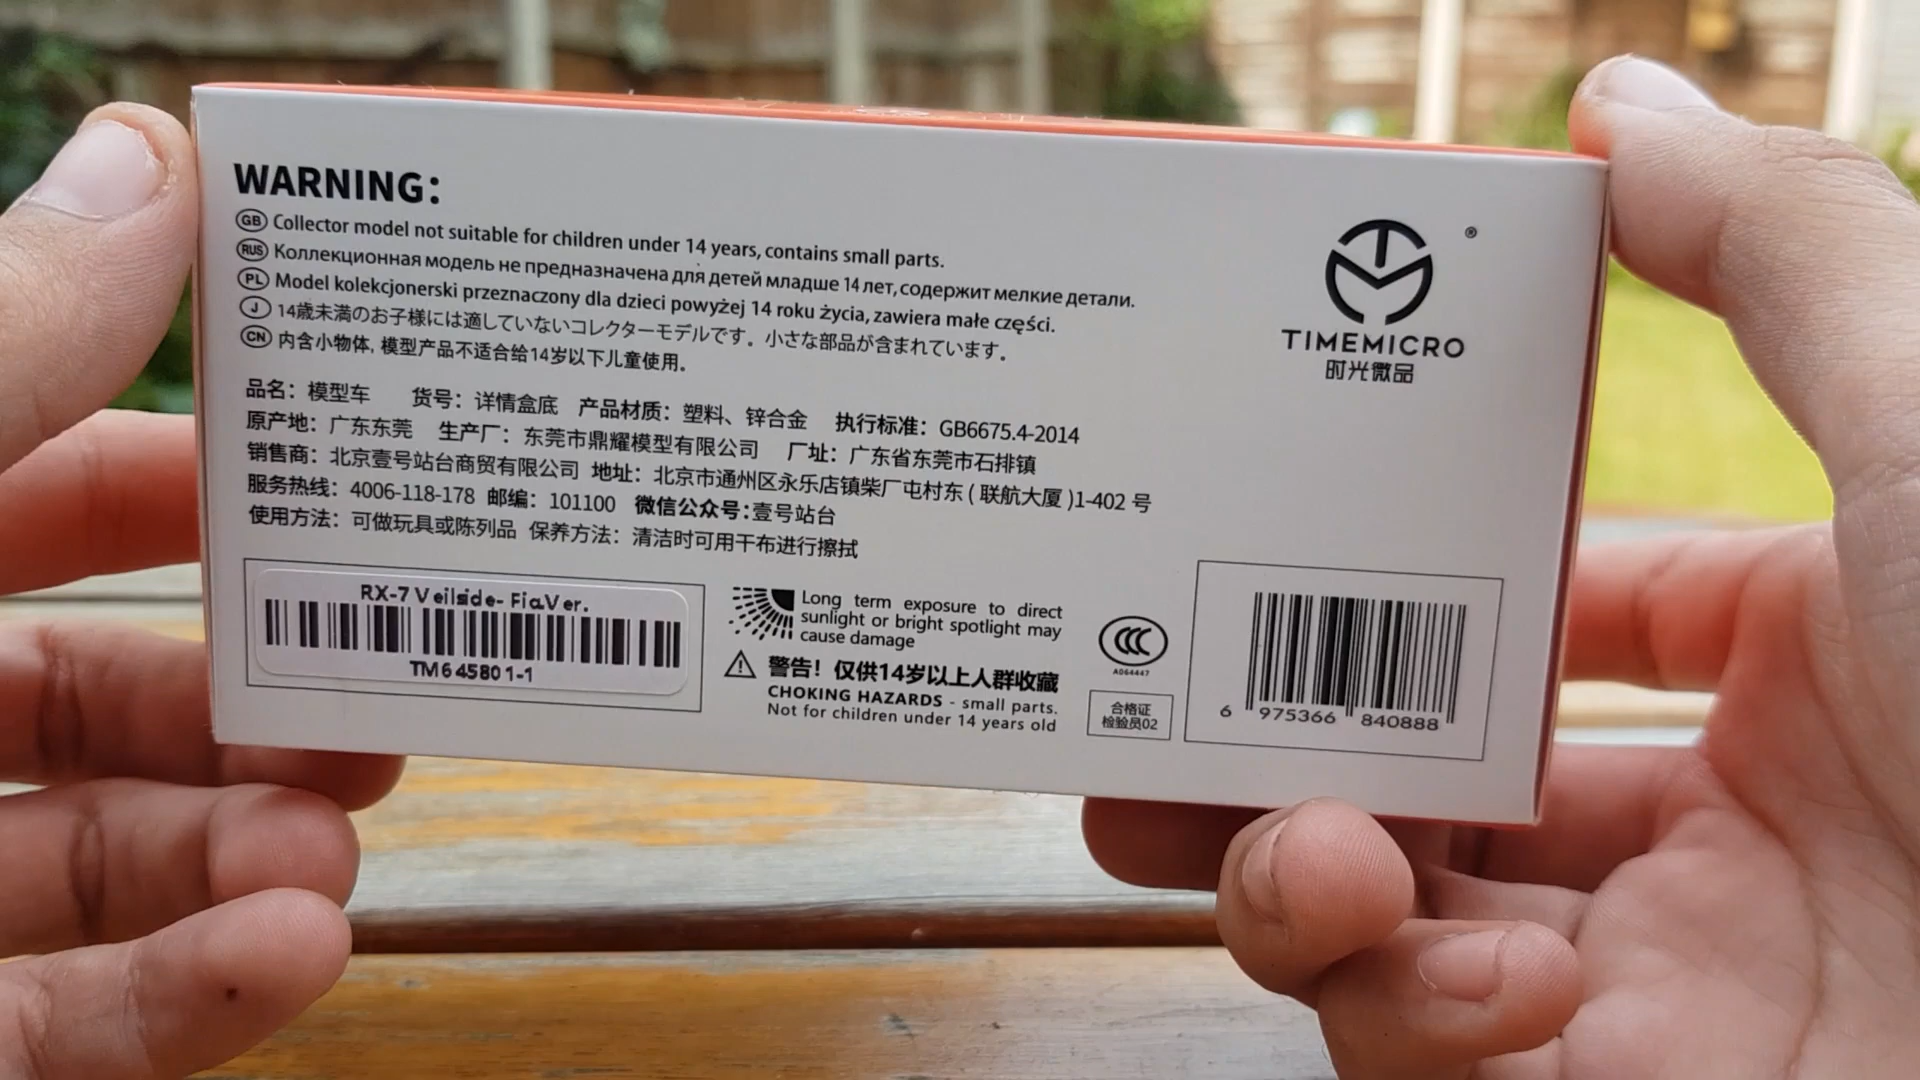 WARNING:
GB Collector model not suitable for children under 14 years, contains small parts.
RUS Коллекционная модель не предназначена для детей младше 14 лет, содержит мелкие детали.
PL Model kolekcjonerski przeznaczony dla dzieci powyżej 14 roku życia, zawiera małe części.
J 14歳未満のお子様には適していないコレクターモデルです。小さな部品が含まれています。
CN 内含小物体, 模型产品不适合给14岁以下儿童使用。
品名：模型车 货号：详情盒底 产品材质：塑料、锌合金 执行标准：GB6675.4-2014
原产地：广东东莞 生产厂：东莞市鼎耀模型有限公司 厂址：广东省东莞市石排镇
销售商：北京壹号站台商贸有限公司 地址：北京市通州区永乐店镇柴厂屯村东 ( 联航大厦 )1-402 号
服务热线：4006-118-178 邮编：101100 微信公众号:壹号站台
使用方法：可做玩具或陈列品 保养方法：清洁时可用干布进行擦拭
®
TIMEMICRO
时光微品
RX-7 Veilside- Fia.Ver.
TM645801-1
Long term exposure to direct
sunlight or bright spotlight may
cause damage
警告！仅供14岁以上人群收藏
CHOKING HAZARDS - small parts.
Not for children under 14 years old
CCC
A064447
合格证
检验员02
6 975366 840888